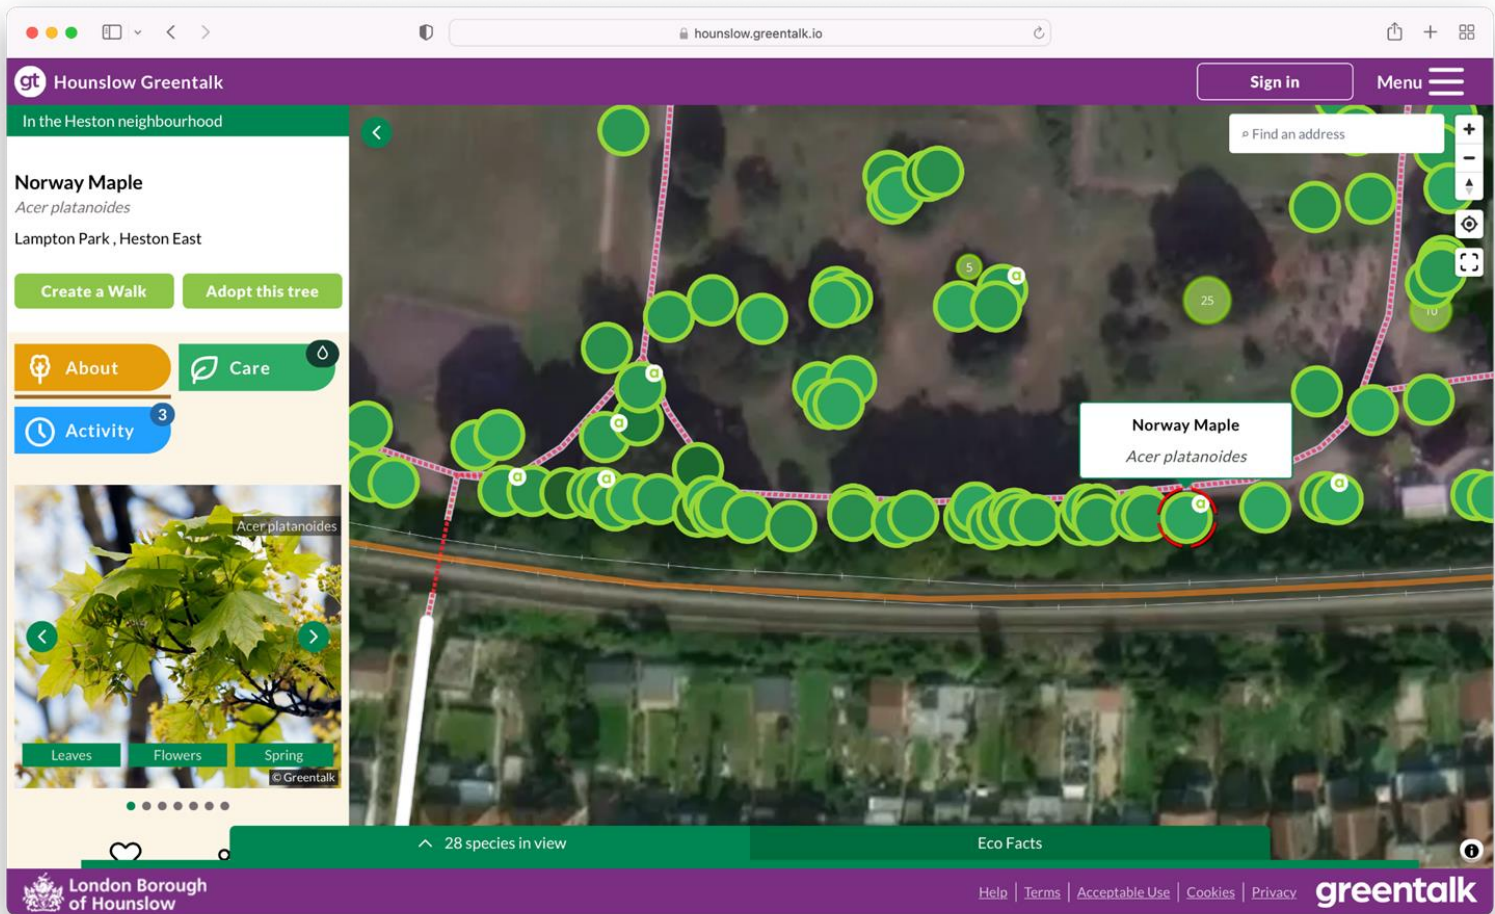 hounslow.greentalk.io
gt Hounslow Greentalk
Sign in
Menu
In the Heston neighbourhood
Find an address
Norway Maple
Acer platanoides
Lampton Park , Heston East
Create a Walk
Adopt this tree
About
Care
Activity
3
5
a
25
10
a
a
a
a
a
a
Norway Maple
Acer platanoides
Acer platanoides
Leaves
Flowers
Spring
© Greentalk
28 species in view
Eco Facts
London Borough
of Hounslow
Help | Terms | Acceptable Use | Cookies | Privacy
greentalk